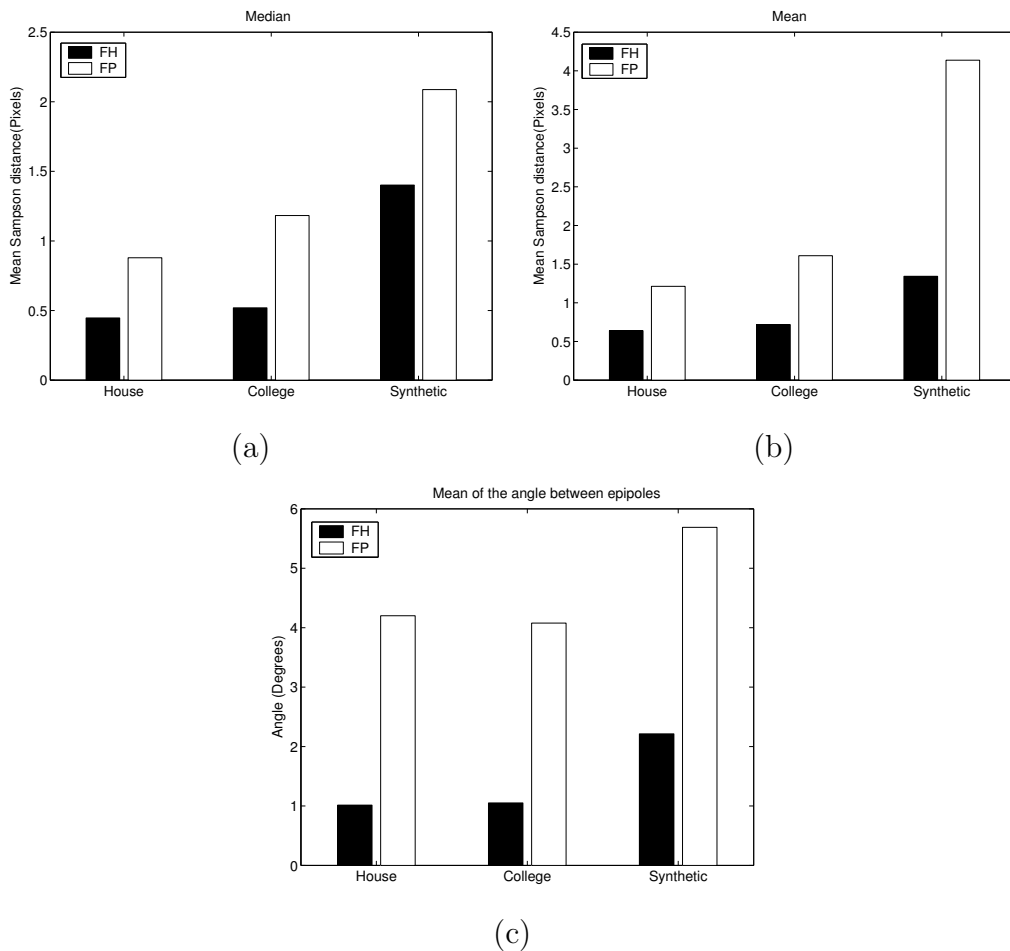 Median
2.5
2
1.5
1
0.5
0
Mean Sampson distance(Pixels)
FH
FP
House College Synthetic
(a)
Mean
4.5
4
3.5
3
2.5
2
1.5
1
0.5
0
Mean Sampson distance(Pixels)
FH
FP
House College Synthetic
(b)
Mean of the angle between epipoles
6
5
4
3
2
1
0
Angle (Degrees)
FH
FP
House College Synthetic
(c)